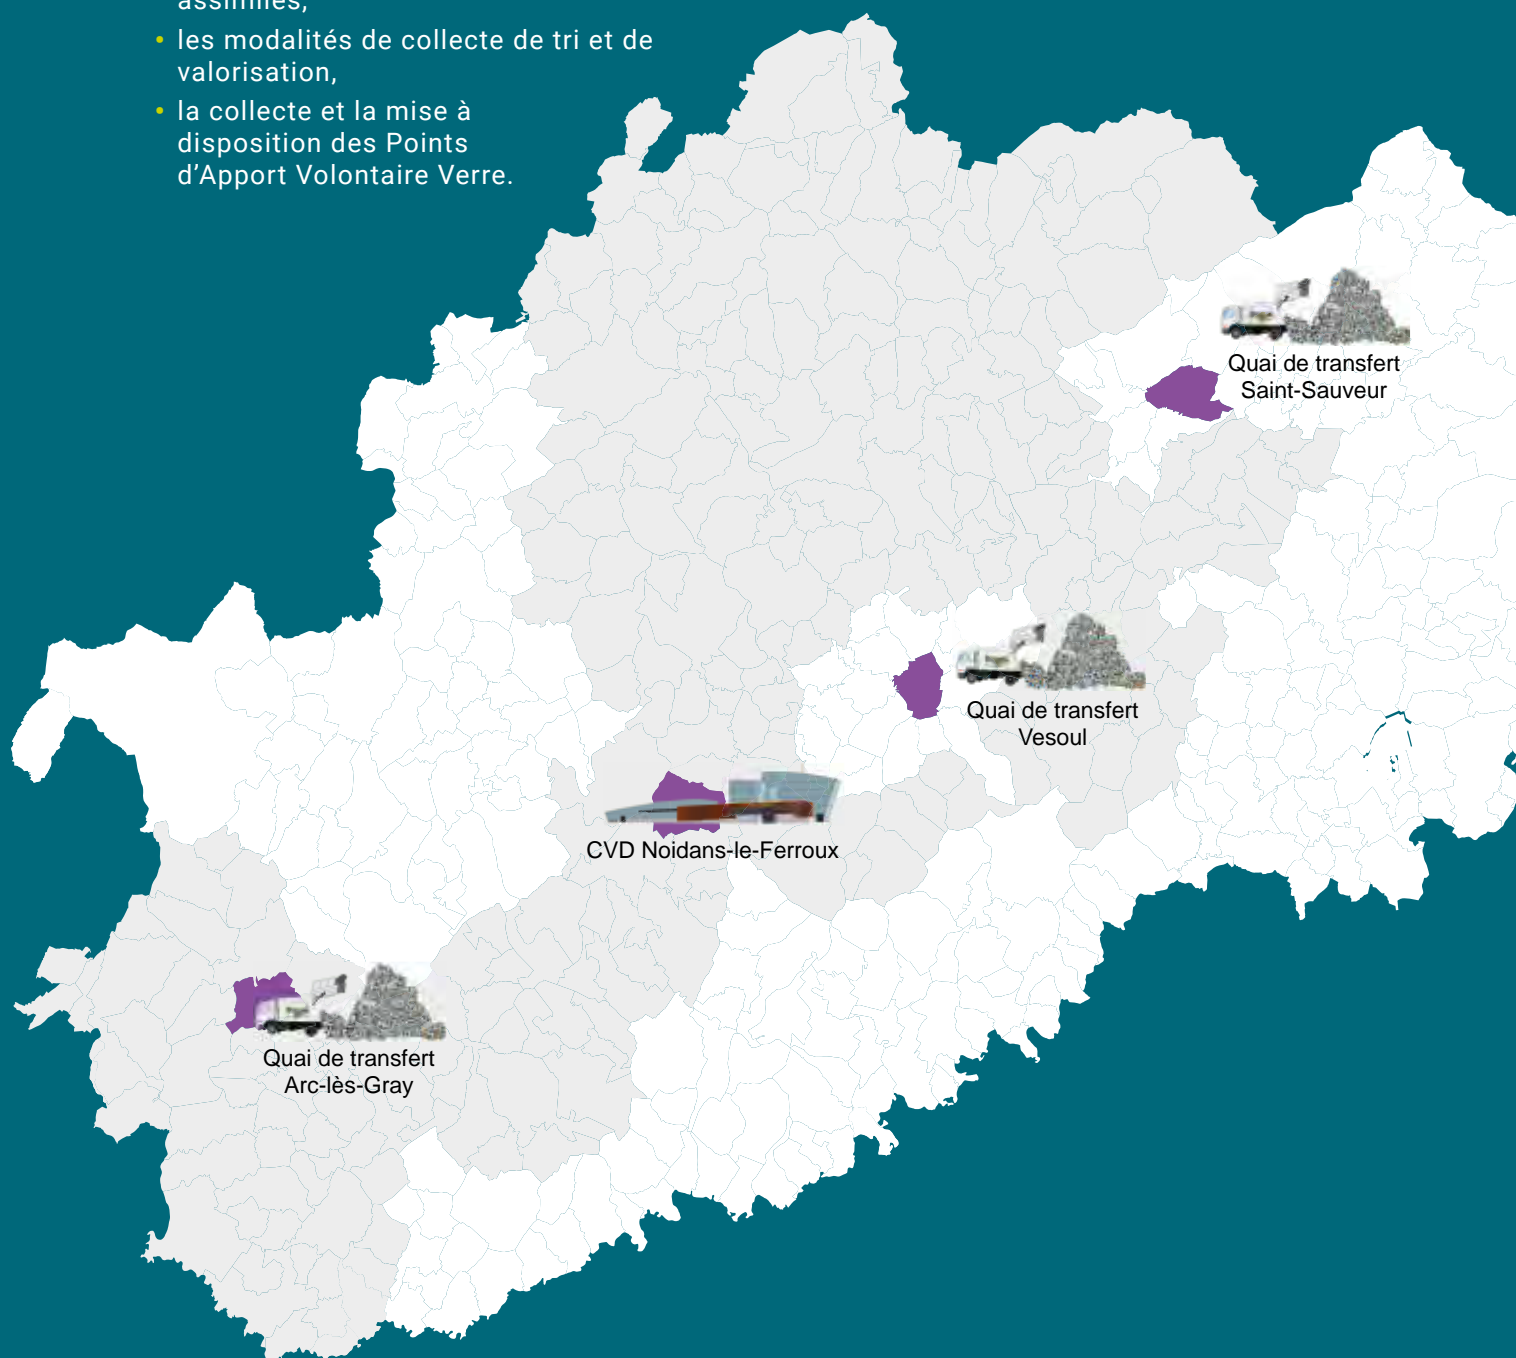 assimilés,
• les modalités de collecte de tri et de
valorisation,
• la collecte et la mise à
disposition des Points
d'Apport Volontaire Verre.
Quai de transfert
Saint-Sauveur
Quai de transfert
Vesoul
CVD Noidans-le-Ferroux
Quai de transfert
Arc-lès-Gray